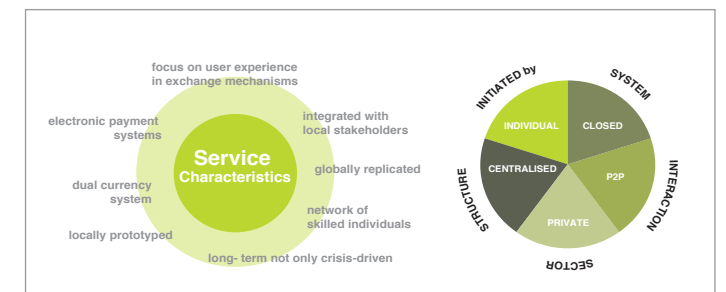 focus on user experience
in exchange mechanisms
integrated with
local stakeholders
globally replicated
network of
skilled individuals
long- term not only crisis-driven
locally prototyped
dual currency
system
electronic payment
systems
Service
Characteristics
INITIATED by
INDIVIDUAL
SYSTEM
CLOSED
INTERACTION
P2P
SECTOR
PRIVATE
STRUCTURE
CENTRALISED